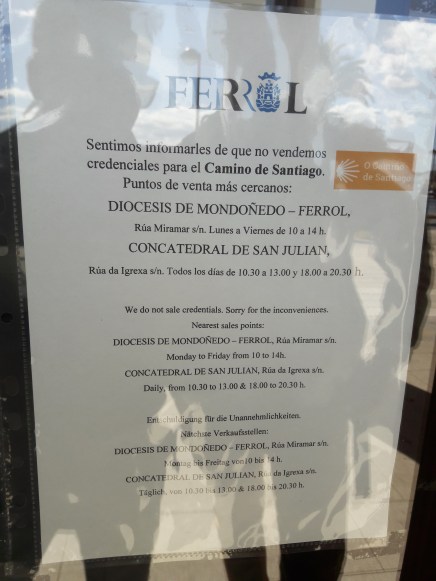 FERROL
Sentimos informarles de que no vendemos
credenciales para el Camino de Santiago.
O Camiño
de Santiago
Puntos de venta más cercanos:
DIOCESIS DE MONDOÑEDO – FERROL,
Rúa Miramar s/n. Lunes a Viernes de 10 a 14 h.
CONCATEDRAL DE SAN JULIAN,
Rúa da Igrexa s/n. Todos los días de 10.30 a 13.00 y 18.00 a 20.30 h.
We do not sale credentials. Sorry for the inconveniences.
Nearest sales points:
DIOCESIS DE MONDOÑEDO – FERROL, Rúa Miramar s/n.
Monday to Friday from 10 to 14h.
CONCATEDRAL DE SAN JULIAN, Rúa da Igrexa s/n.
Daily, from 10.30 to 13.00 & 18.00 to 20.30 h.
Entschuldigung für die Unannehmlichkeiten.
Nächste Verkaufsstellen:
DIOCESIS DE MONDOÑEDO – FERROL, Rúa Miramar s/n.
Montag bis Freitag von10 bis 14 h.
CONCATEDRAL DE SAN JULIAN, Rúa da Igrexa s/n.
Täglich, von 10.30 bis 13.00 & 18.00 bis 20.30 h.